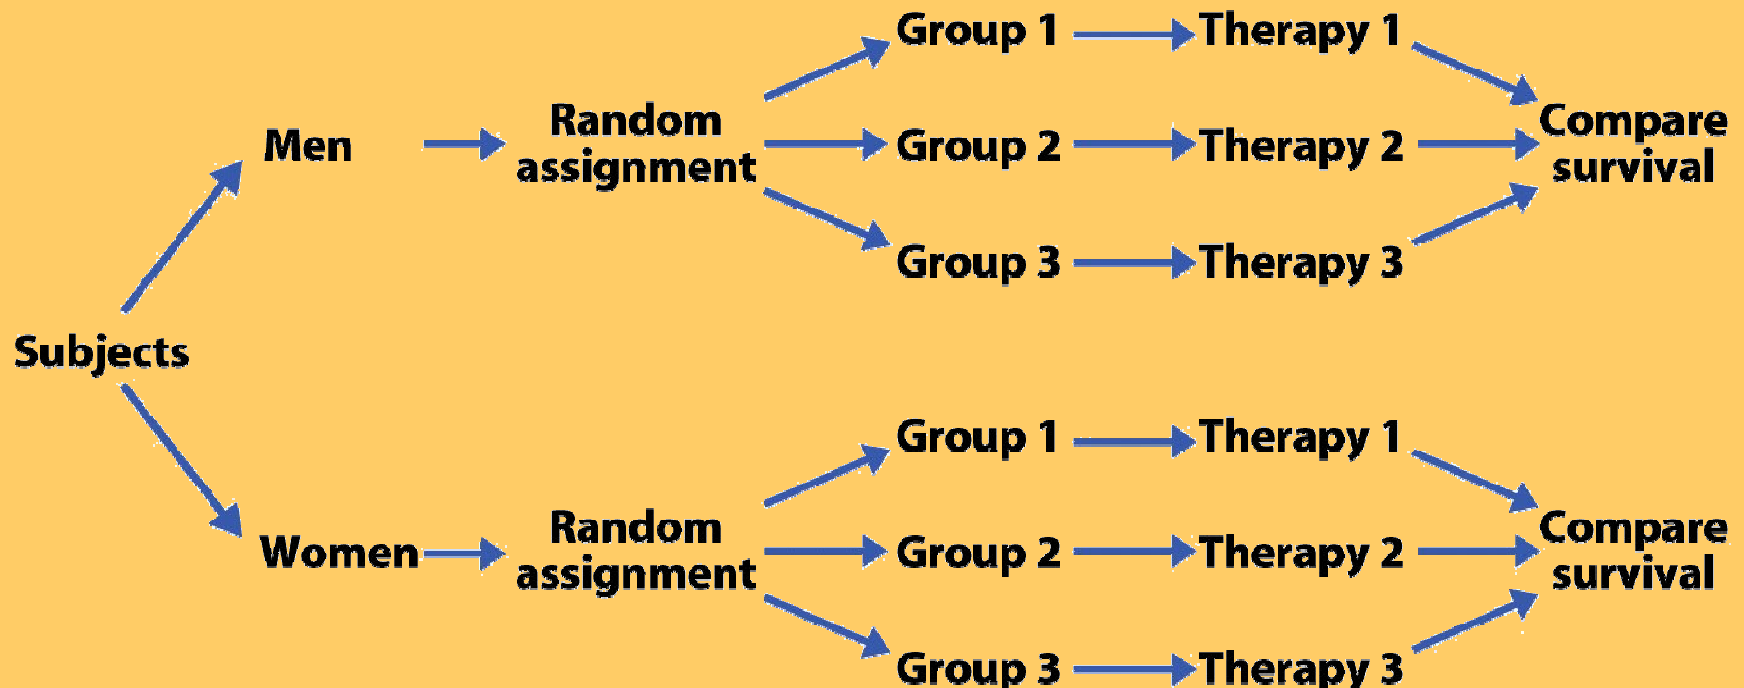 Subjects
Men
Random
assignment
Group 1
Therapy 1
Group 2
Therapy 2
Group 3
Therapy 3
Compare
survival
Women
Random
assignment
Group 1
Therapy 1
Group 2
Therapy 2
Group 3
Therapy 3
Compare
survival